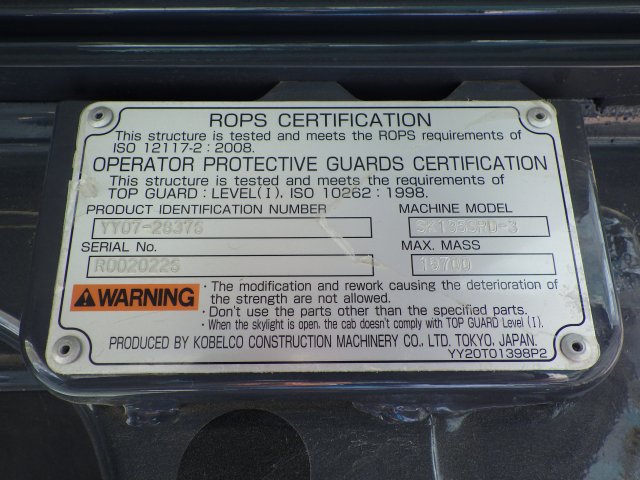 ROPS CERTIFICATION
This structure is tested and meets the ROPS requirements of
ISO 12117-2 : 2008.
OPERATOR PROTECTIVE GUARDS CERTIFICATION
This structure is tested and meets the requirements of
TOP GUARD : LEVEL(I), ISO 10262 : 1998.
PRODUCT IDENTIFICATION NUMBER
YY07-28376
MACHINE MODEL
SERIAL No.
R0020226
MAX. MASS
15700
WARNING
· The modification and rework causing the deterioration of
the strength are not allowed.
· Don't use the parts other than the specified parts.
· When the skylight is open, the cab doesn't comply with TOP GUARD Level (I).
PRODUCED BY KOBELCO CONSTRUCTION MACHINERY CO., LTD. TOKYO, JAPAN.
YY20T01398P2